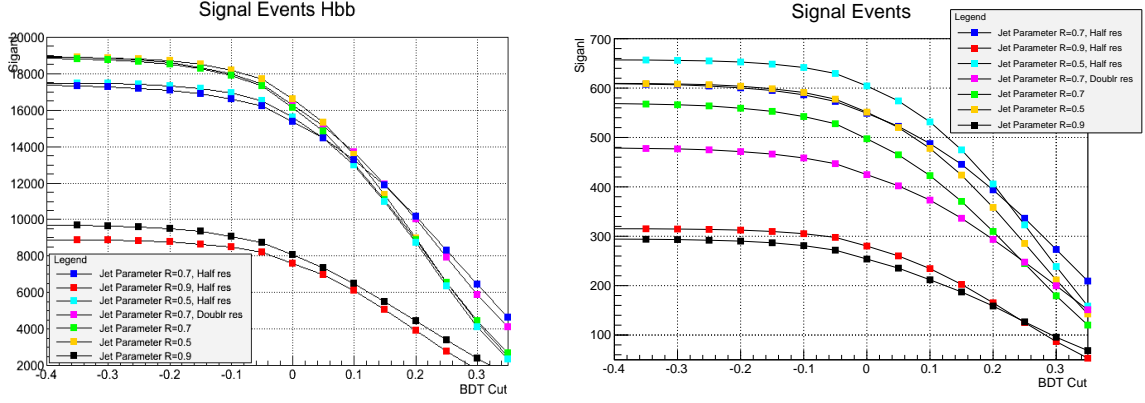 Signal Events Hbb
Siganl
20000
18000
16000
14000
12000
10000
8000
6000
4000
2000
Legend
Jet Parameter R=0.7, Half res
Jet Parameter R=0.9, Half res
Jet Parameter R=0.5, Half res
Jet Parameter R=0.7, Doublr res
Jet Parameter R=0.7
Jet Parameter R=0.5
Jet Parameter R=0.9
-0.4 -0.3 -0.2 -0.1 0 0.1 0.2 0.3
BDT Cut
Signal Events
Siganl
700
600
500
400
300
200
100
Legend
Jet Parameter R=0.7, Half res
Jet Parameter R=0.9, Half res
Jet Parameter R=0.5, Half res
Jet Parameter R=0.7, Doublr res
Jet Parameter R=0.7
Jet Parameter R=0.5
Jet Parameter R=0.9
-0.4 -0.3 -0.2 -0.1 0 0.1 0.2 0.3
BDT Cut